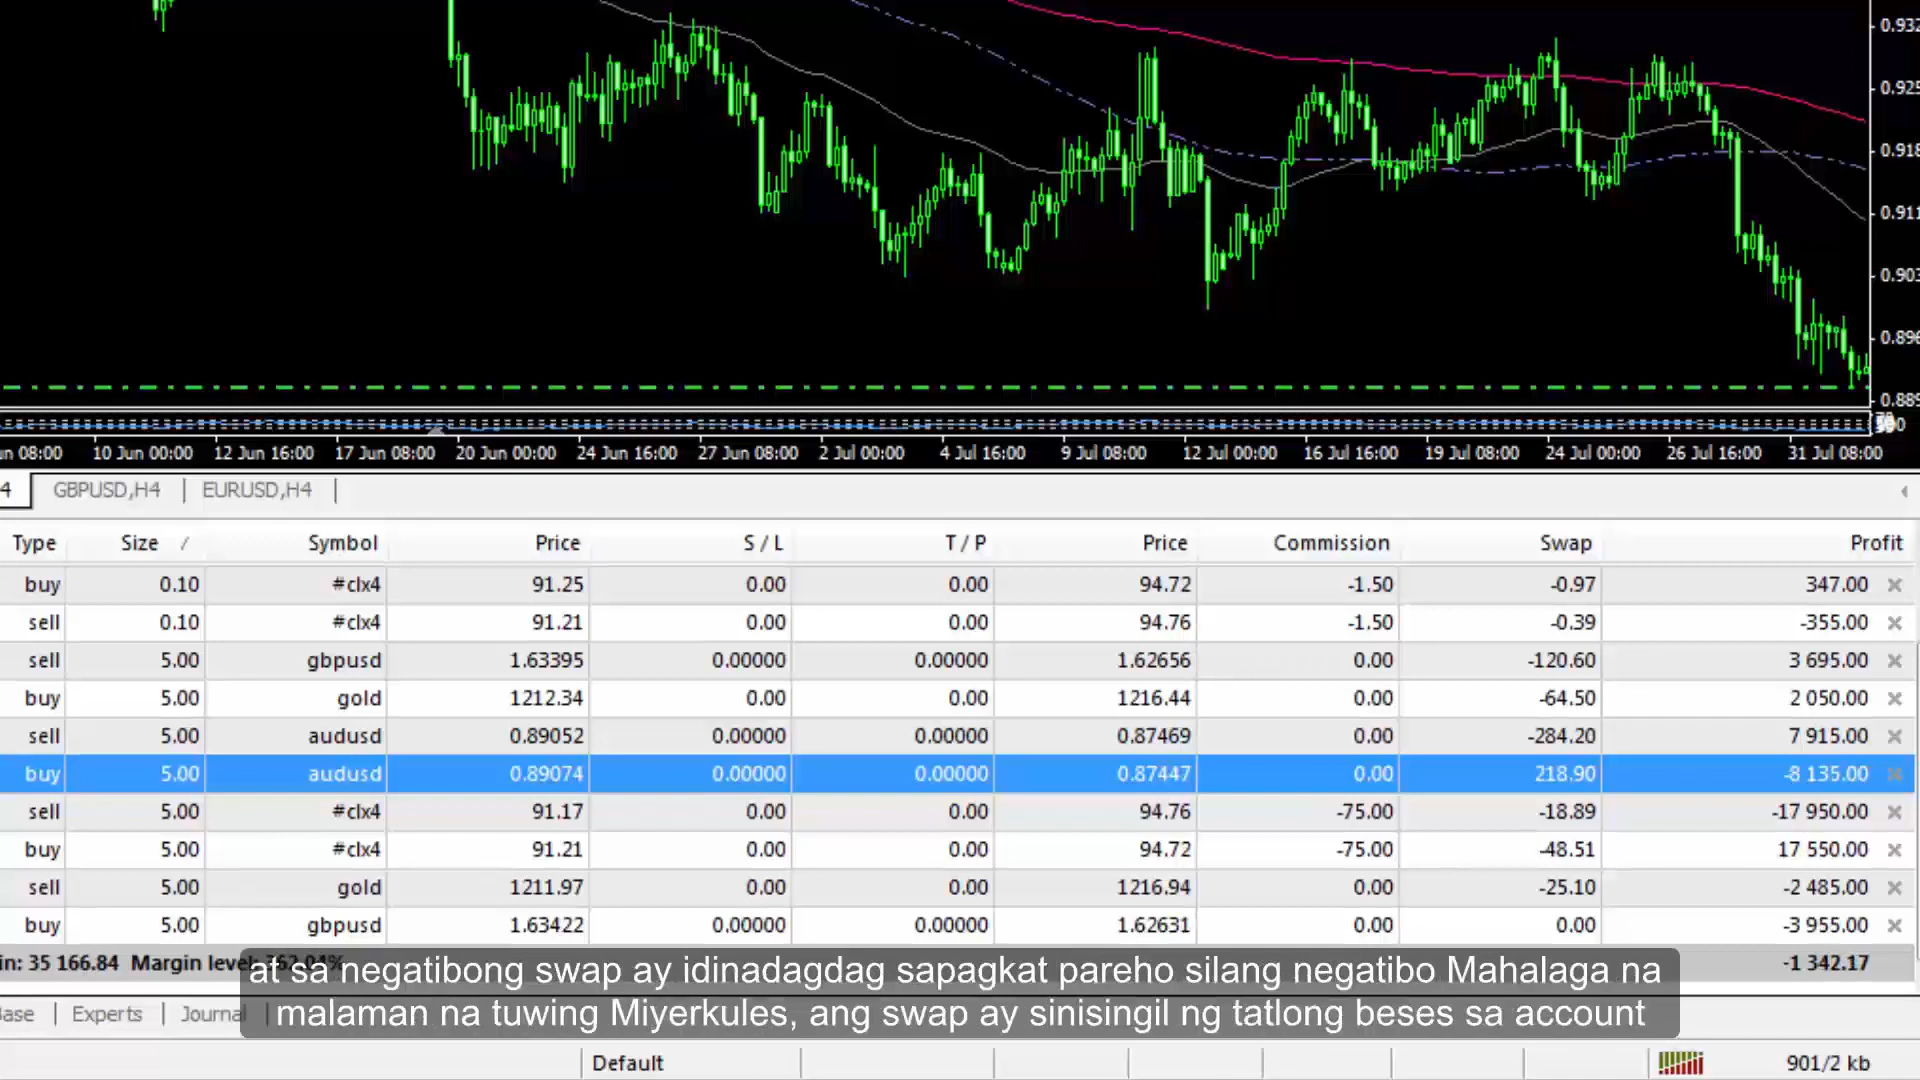 0.932
0.925
0.918
0.911
0.903
0.896
0.889
un 08:00 10 Jun 00:00 12 Jun 16:00 17 Jun 08:00 20 Jun 00:00 24 Jun 16:00 27 Jun 08:00 2 Jul 00:00 4 Jul 16:00 9 Jul 08:00 12 Jul 00:00 16 Jul 16:00 19 Jul 08:00 24 Jul 00:00 26 Jul 16:00 31 Jul 08:00
4 GBPUSD,H4 EURUSD,H4
Type Size / Symbol Price S / L T / P Price Commission Swap Profit
buy 0.10 #clx4 91.25 0.00 0.00 94.72 -1.50 -0.97 347.00
sell 0.10 #clx4 91.21 0.00 0.00 94.76 -1.50 -0.39 -355.00
sell 5.00 gbpusd 1.63395 0.00000 0.00000 1.62656 0.00 -120.60 3 695.00
buy 5.00 gold 1212.34 0.00 0.00 1216.44 0.00 -64.50 2 050.00
sell 5.00 audusd 0.89052 0.00000 0.00000 0.87469 0.00 -284.20 7 915.00
buy 5.00 audusd 0.89074 0.00000 0.00000 0.87447 0.00 218.90 -8 135.00
sell 5.00 #clx4 91.17 0.00 0.00 94.76 -75.00 -18.89 -17 950.00
buy 5.00 #clx4 91.21 0.00 0.00 94.72 -75.00 -48.51 17 550.00
sell 5.00 gold 1211.97 0.00 0.00 1216.94 0.00 -25.10 -2 485.00
buy 5.00 gbpusd 1.63422 0.00000 0.00000 1.62631 0.00 0.00 -3 955.00
in: 35 166.84 Margin level: -1 342.17
at sa negatibong swap ay idinadagdag sapagkat pareho silang negatibo Mahalaga na
malaman na tuwing Miyerkules, ang swap ay sinisingil ng tatlong beses sa account
ase Experts Journal
Default 901/2 kb